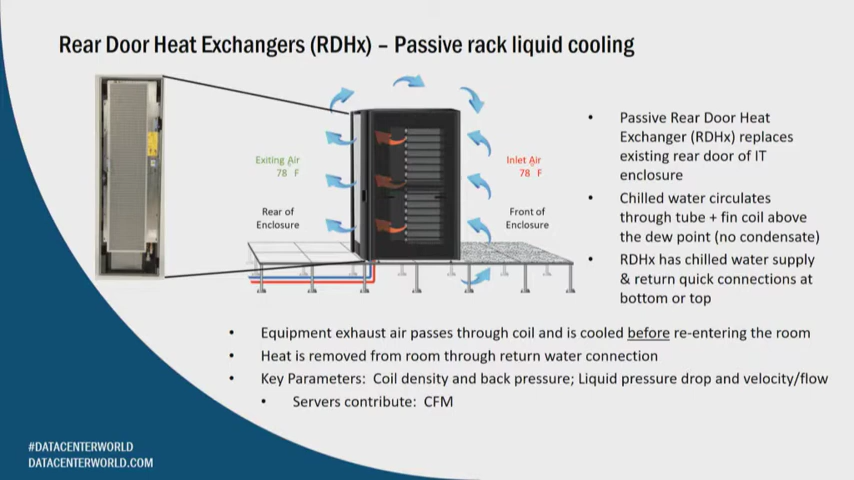 Rear Door Heat Exchangers (RDHx) – Passive rack liquid cooling
Exiting Air
78 F
Inlet Air
78 F
Rear of
Enclosure
Front of
Enclosure
• Passive Rear Door Heat
Exchanger (RDHx) replaces
existing rear door of IT
enclosure
• Chilled water circulates
through tube + fin coil above
the dew point (no condensate)
• RDHx has chilled water supply
& return quick connections at
bottom or top
• Equipment exhaust air passes through coil and is cooled before re-entering the room
• Heat is removed from room through return water connection
• Key Parameters: Coil density and back pressure; Liquid pressure drop and velocity/flow
• Servers contribute: CFM
#DATACENTERWORLD
DATACENTERWORLD.COM